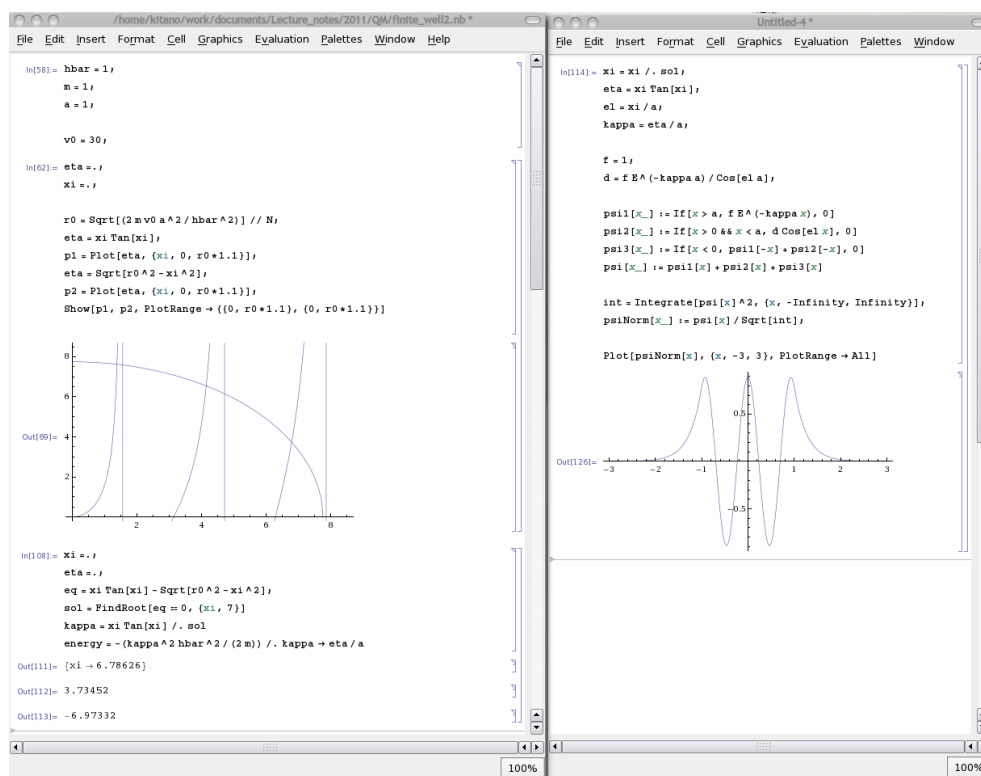 /home/kitano/work/documents/Lecture_notes/2011/QM/finite_well2.nb *
File Edit Insert Format Cell Graphics Evaluation Palettes Window Help
In[58]:= hbar = 1;
m = 1;
a = 1;
v0 = 30;
In[62]:= eta =.;
xi =.;
r0 = Sqrt[(2 m v0 a^2 / hbar^2)] // N;
eta = xi Tan[xi];
p1 = Plot[eta, {xi, 0, r0*1.1}];
eta = Sqrt[r0^2 - xi^2];
p2 = Plot[eta, {xi, 0, r0*1.1}];
Show[p1, p2, PlotRange → {{0, r0*1.1}, {0, r0*1.1}}]
8
6
Out[69]= 4
2
2 4 6 8
In[108]:= xi =.;
eta =.;
eq = xi Tan[xi] - Sqrt[r0^2 - xi^2];
sol = FindRoot[eq == 0, {xi, 7}]
kappa = xi Tan[xi] /. sol
energy = -(kappa^2 hbar^2 / (2 m)) /. kappa → eta/a
Out[111]= {xi → 6.78626}
Out[112]= 3.73452
Out[113]= -6.97332
100%
Untitled-4 *
File Edit Insert Format Cell Graphics Evaluation Palettes Window
In[114]:= xi = xi /. sol;
eta = xi Tan[xi];
el = xi / a;
kappa = eta / a;
f = 1;
d = f E^(-kappa a) / Cos[el a];
psi1[x_] := If[x > a, f E^(-kappa x), 0]
psi2[x_] := If[x > 0 && x < a, d Cos[el x], 0]
psi3[x_] := If[x < 0, psi1[-x] + psi2[-x], 0]
psi[x_] := psi1[x] + psi2[x] + psi3[x]
int = Integrate[psi[x]^2, {x, -Infinity, Infinity}];
psiNorm[x_] := psi[x] / Sqrt[int];
Plot[psiNorm[x], {x, -3, 3}, PlotRange → All]
0.5
Out[126]=
-3 -2 -1 1 2 3
-0.5
100%